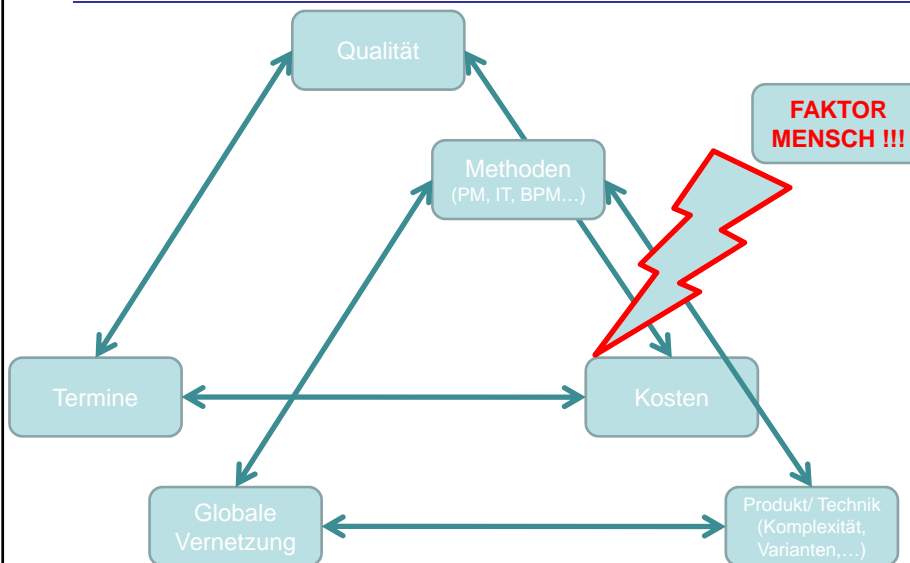 Qualität
FAKTOR
MENSCH !!!
Methoden
(PM, IT, BPM…)
Termine
Kosten
Globale
Vernetzung
Produkt/ Technik
(Komplexität,
Varianten,…)